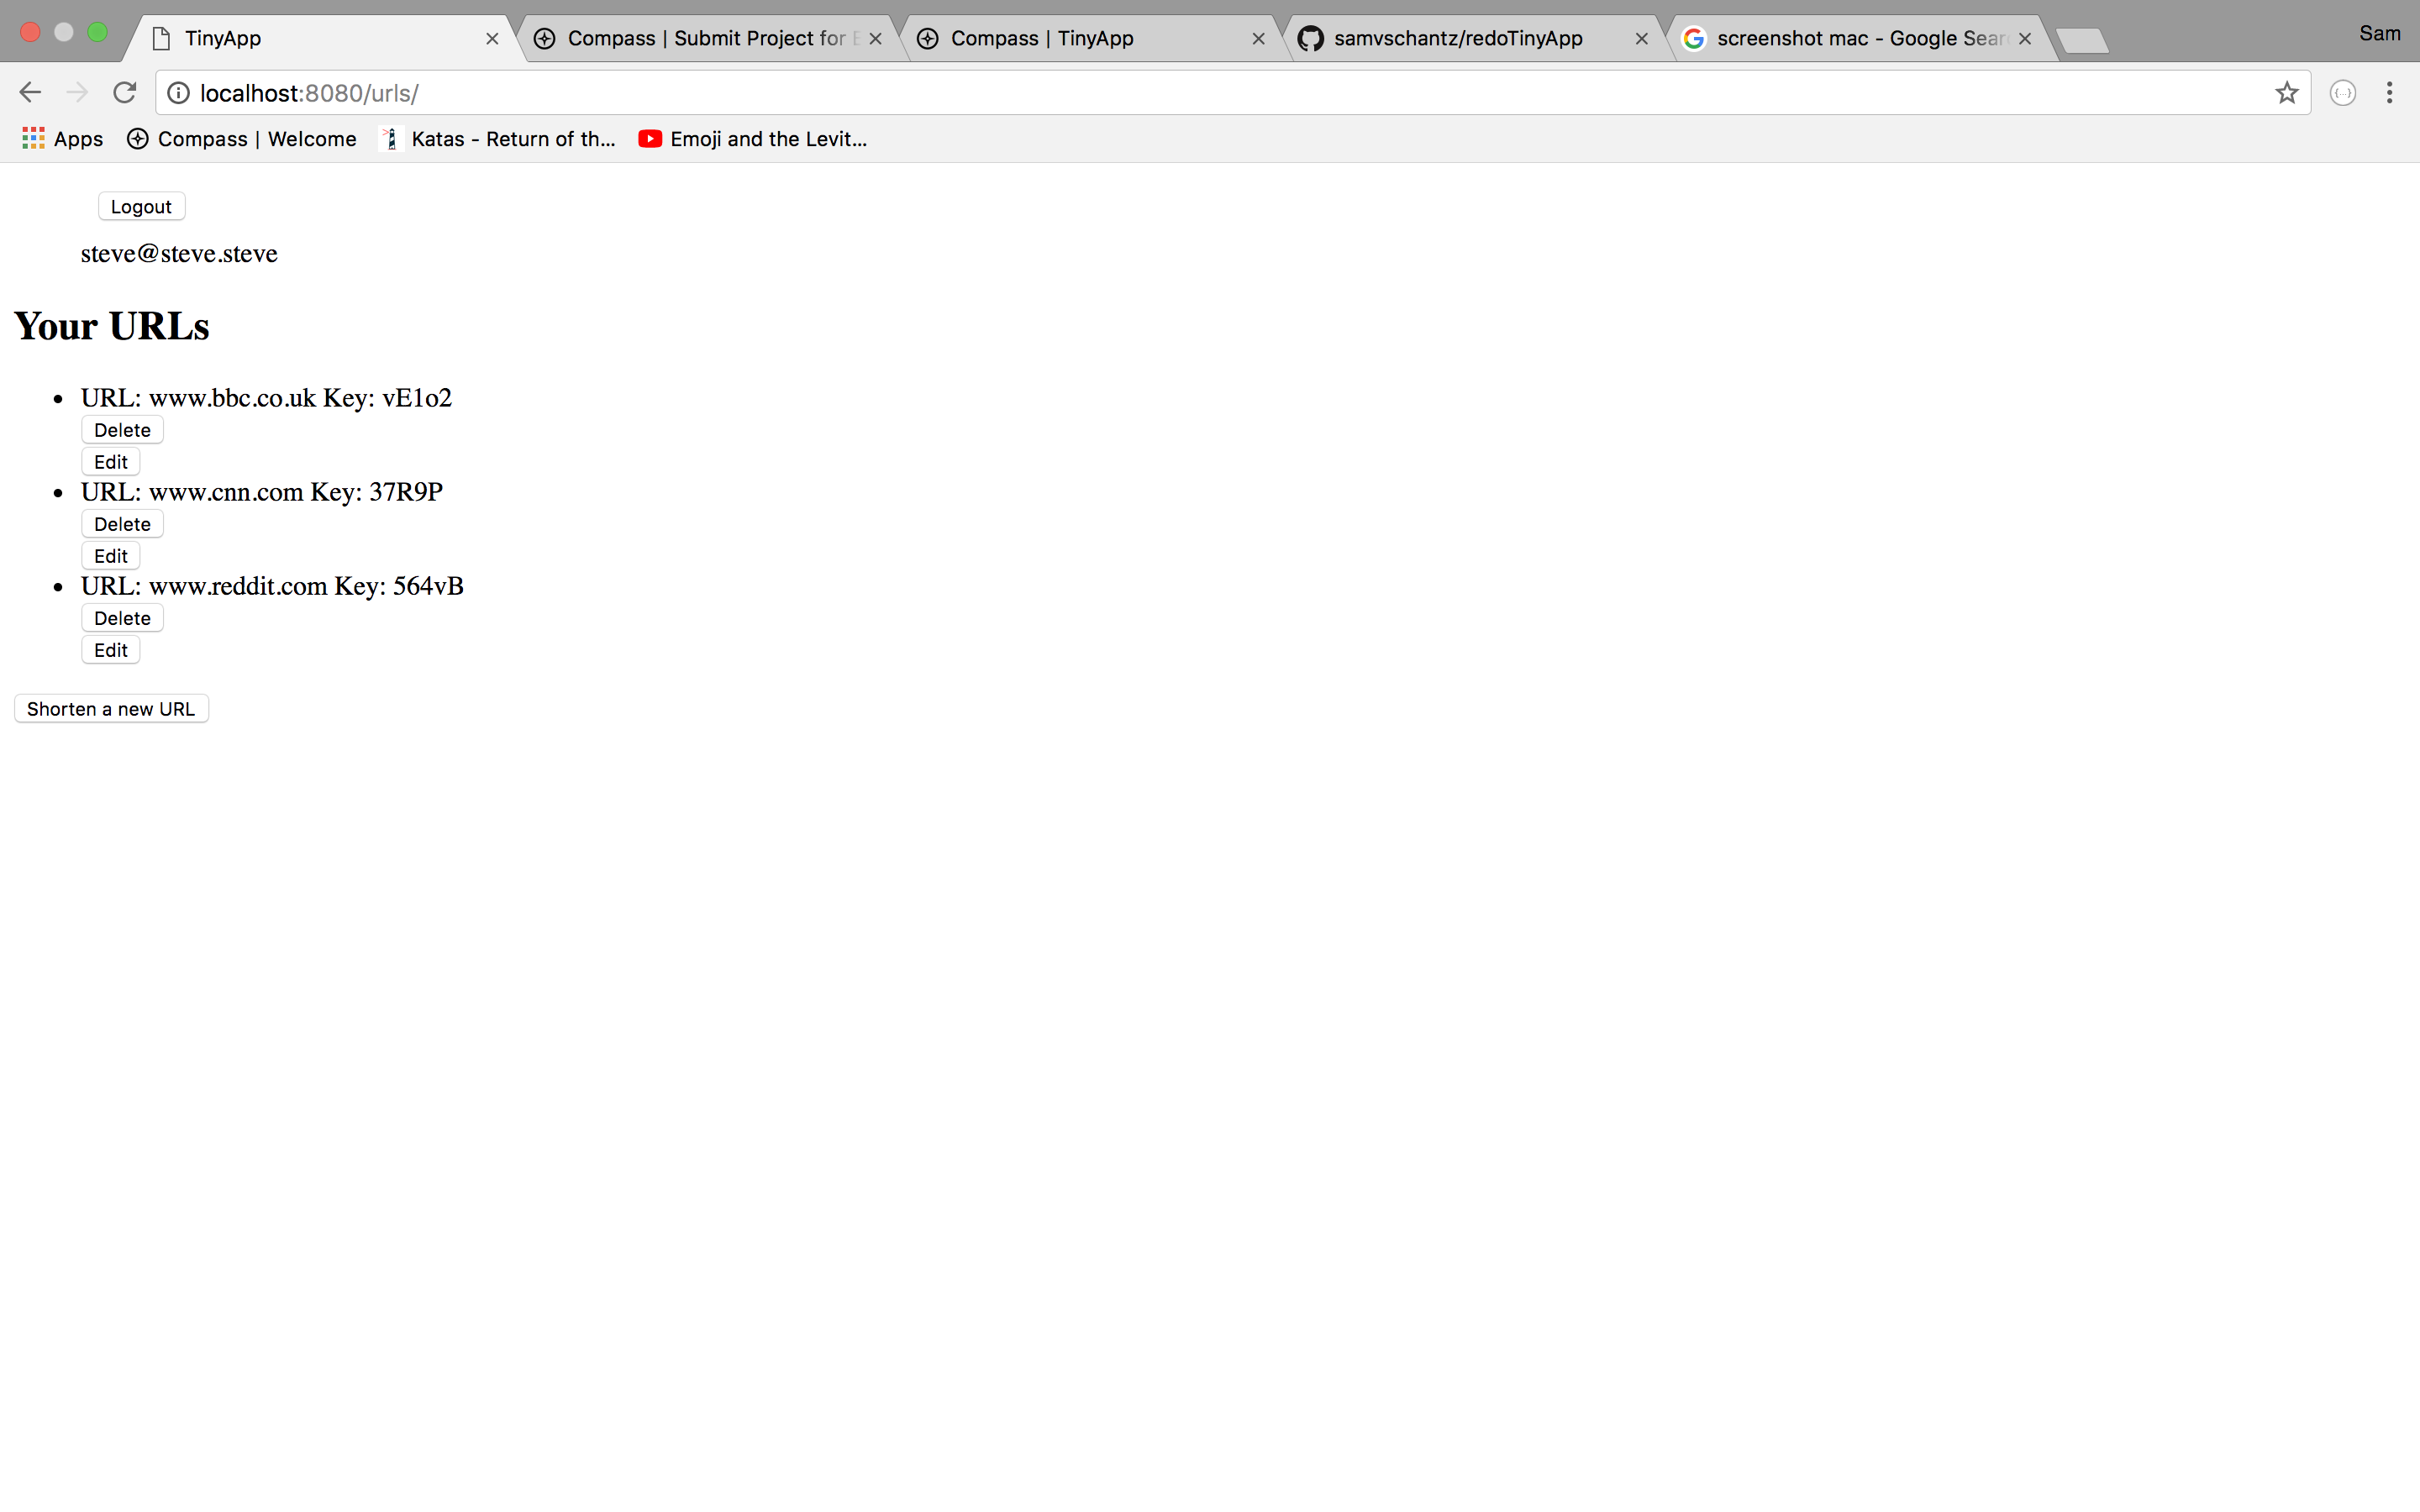 TinyApp
Compass | Submit Project for E
Compass | TinyApp
samvschantz/redoTinyApp
screenshot mac - Google Sear
Sam
localhost:8080/urls/
Apps
Compass | Welcome
Katas - Return of th...
Emoji and the Levit...
Logout
steve@steve.steve
Your URLs
• URL: www.bbc.co.uk Key: vE1o2
Delete
Edit
• URL: www.cnn.com Key: 37R9P
Delete
Edit
• URL: www.reddit.com Key: 564vB
Delete
Edit
Shorten a new URL